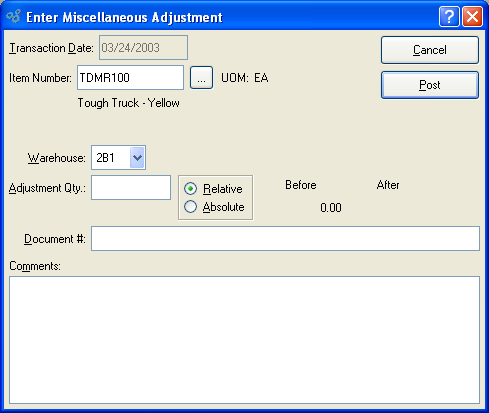 Enter Miscellaneous Adjustment
Transaction Date: 03/24/2003 Cancel
Item Number: TDMR100 ... UOM: EA Post
Tough Truck - Yellow
Warehouse: 2B1
Adjustment Qty.: Relative Before After
Absolute 0.00
Document #:
Comments: